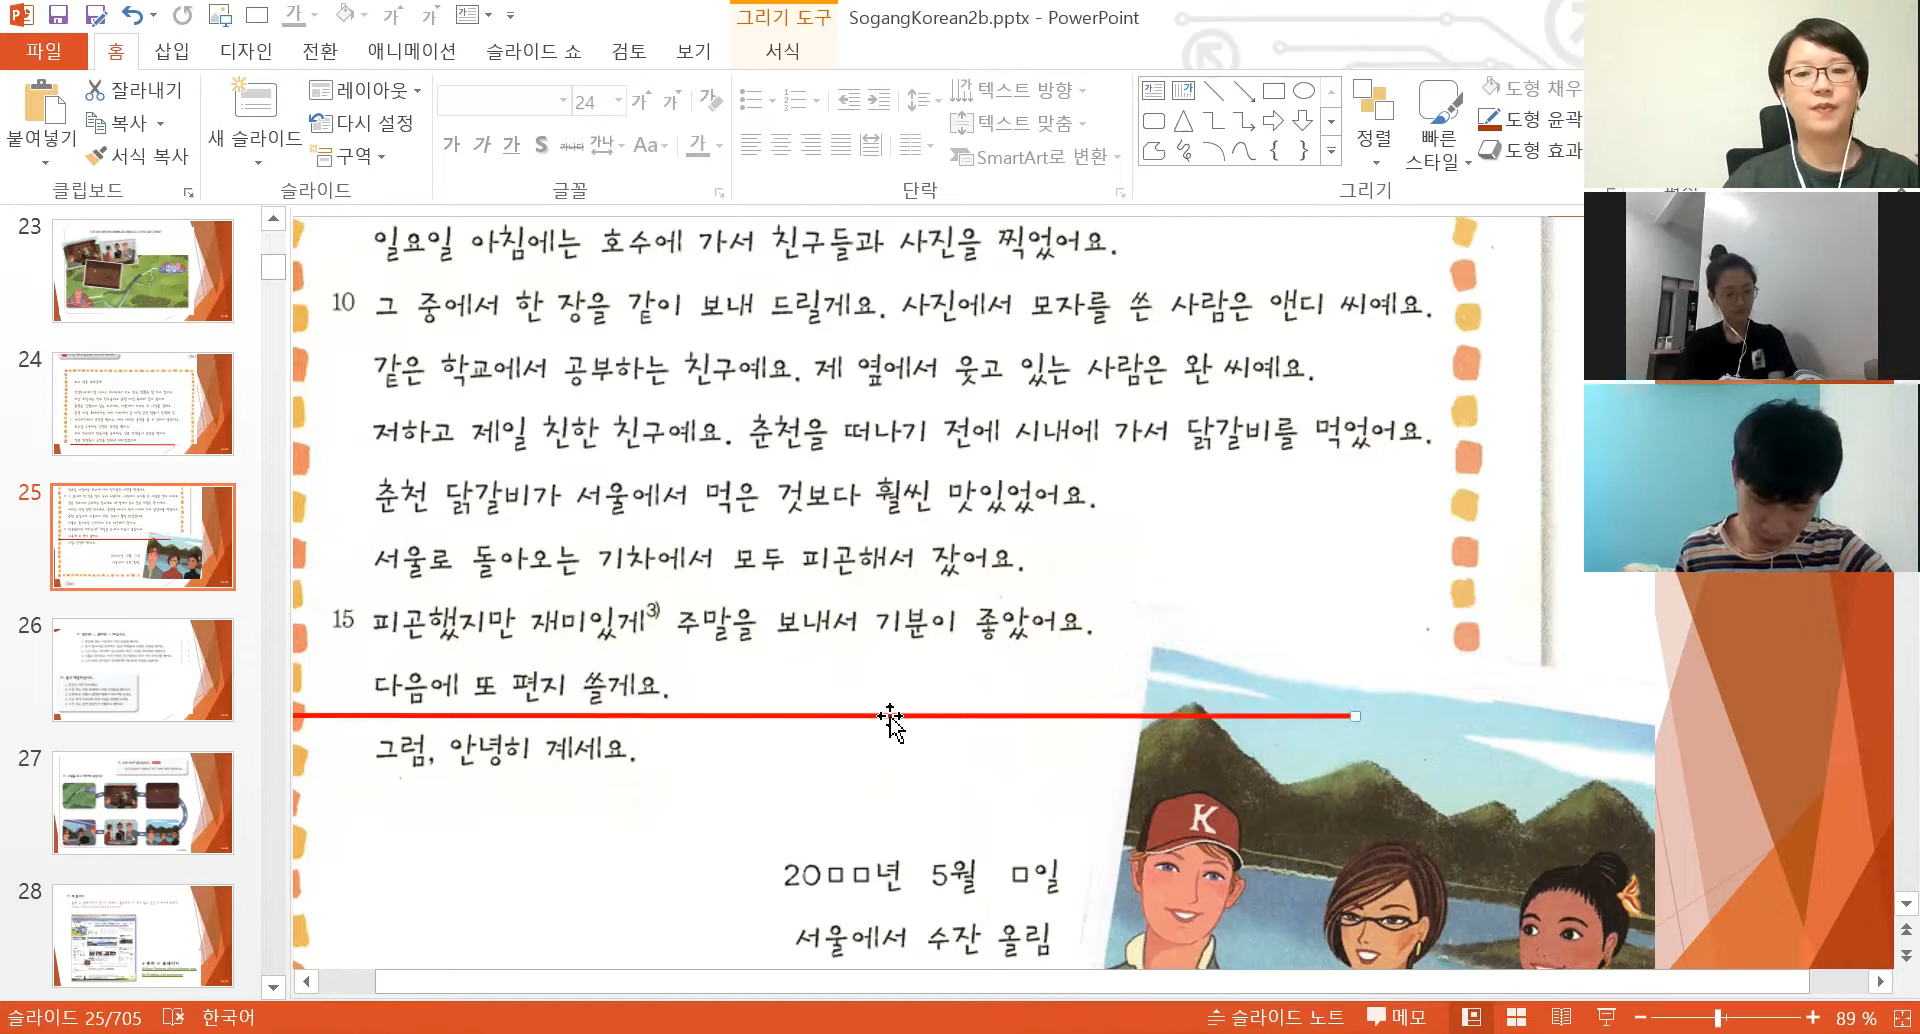 그리기 도구
SogangKorean2b.pptx - PowerPoint
파일 홈 삽입 디자인 전환 애니메이션 슬라이드 쇼 검토 보기 서식
붙여넣기
잘라내기
복사
서식 복사
클립보드
새 슬라이드
레이아웃
다시 설정
구역
슬라이드
24
가 가 가 S 가나다 가나 Aa 가
글꼴
텍스트 방향
텍스트 맞춤
SmartArt로 변환
단락
정렬
빠른
스타일
도형 채우
도형 윤곽
도형 효과
그리기
23
24
25
26
27
28
일요일 아침에는 호수에 가서 친구들과 사진을 찍었어요.
10 그 중에서 한 장을 같이 보내 드릴게요. 사진에서 모자를 쓴 사람은 앤디 씨예요.
같은 학교에서 공부하는 친구예요. 제 옆에서 웃고 있는 사람은 완 씨예요.
저하고 제일 친한 친구예요. 춘천을 떠나기 전에 시내에 가서 닭갈비를 먹었어요.
춘천 닭갈비가 서울에서 먹은 것보다 훨씬 맛있었어요.
서울로 돌아오는 기차에서 모두 피곤해서 잤어요.
15 피곤했지만 재미있게3) 주말을 보내서 기분이 좋았어요.
다음에 또 편지 쓸게요.
그럼, 안녕히 계세요.
20□□년 5월 □일
서울에서 수잔 올림
K
슬라이드 25/705 한국어
슬라이드 노트 메모 89 %